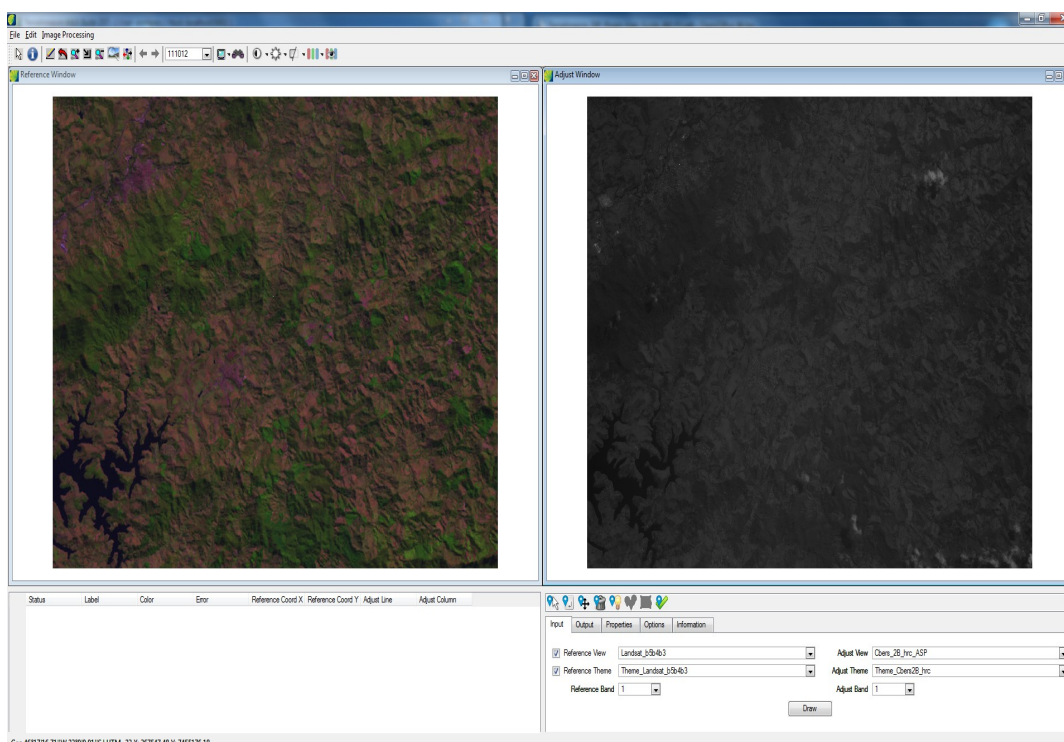 File Edit Image Processing
111012
Reference Window
Adjust Window
Status Label Color Error Reference Coord X Reference Coord Y Adjust Line Adjust Column
Input Output Properties Options Information
Reference View Landsat_b5b4b3 Adjust View Cbers_2B_hrc_ASP
Reference Theme Theme_Landsat_b5b4b3 Adjust Theme Theme_Cbers2B_hrc
Reference Band 1 Adjust Band 1
Draw